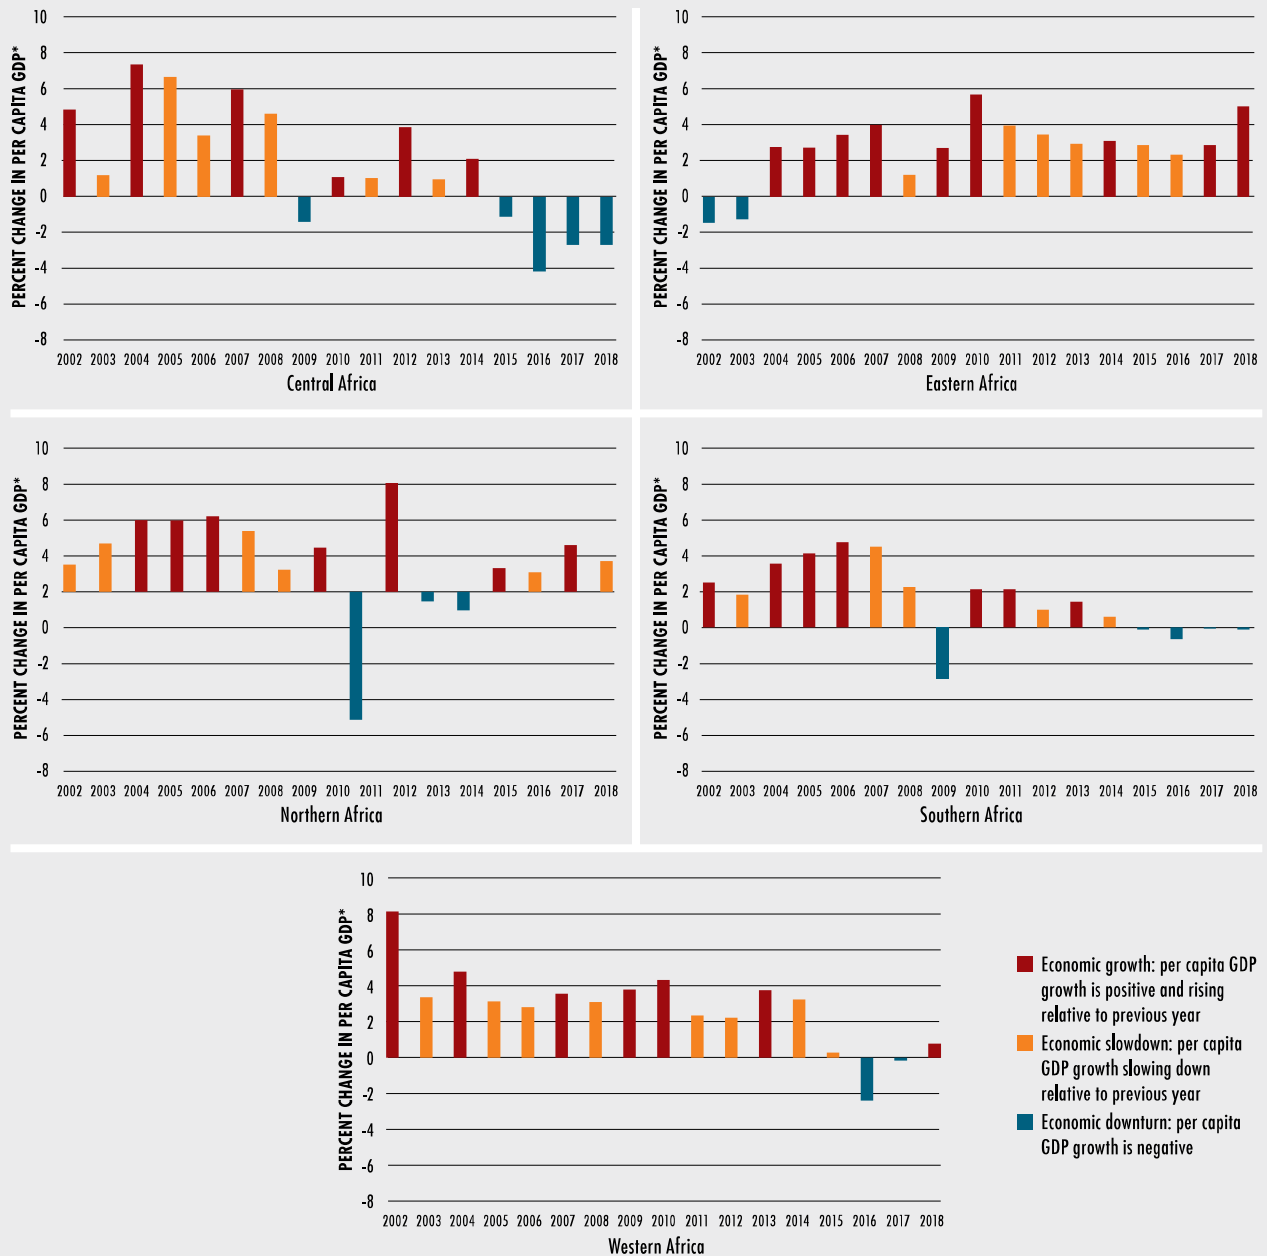 PERCENT CHANGE IN PER CAPITA GDP*
10
8
6
4
2
0
-2
-4
-6
-8
2002 2003 2004 2005 2006 2007 2008 2009 2010 2011 2012 2013 2014 2015 2016 2017 2018
Central Africa
PERCENT CHANGE IN PER CAPITA GDP*
10
8
6
4
2
0
-2
-4
-6
-8
2002 2003 2004 2005 2006 2007 2008 2009 2010 2011 2012 2013 2014 2015 2016 2017 2018
Eastern Africa
PERCENT CHANGE IN PER CAPITA GDP*
10
8
6
4
2
0
-2
-4
-6
-8
2002 2003 2004 2005 2006 2007 2008 2009 2010 2011 2012 2013 2014 2015 2016 2017 2018
Northern Africa
PERCENT CHANGE IN PER CAPITA GDP*
10
8
6
4
2
0
-2
-4
-6
-8
2002 2003 2004 2005 2006 2007 2008 2009 2010 2011 2012 2013 2014 2015 2016 2017 2018
Southern Africa
PERCENT CHANGE IN PER CAPITA GDP*
10
8
6
4
2
0
-2
-4
-6
-8
2002 2003 2004 2005 2006 2007 2008 2009 2010 2011 2012 2013 2014 2015 2016 2017 2018
Western Africa
Economic growth: per capita GDP
growth is positive and rising
relative to previous year
Economic slowdown: per capita
GDP growth slowing down
relative to previous year
Economic downturn: per capita
GDP growth is negative